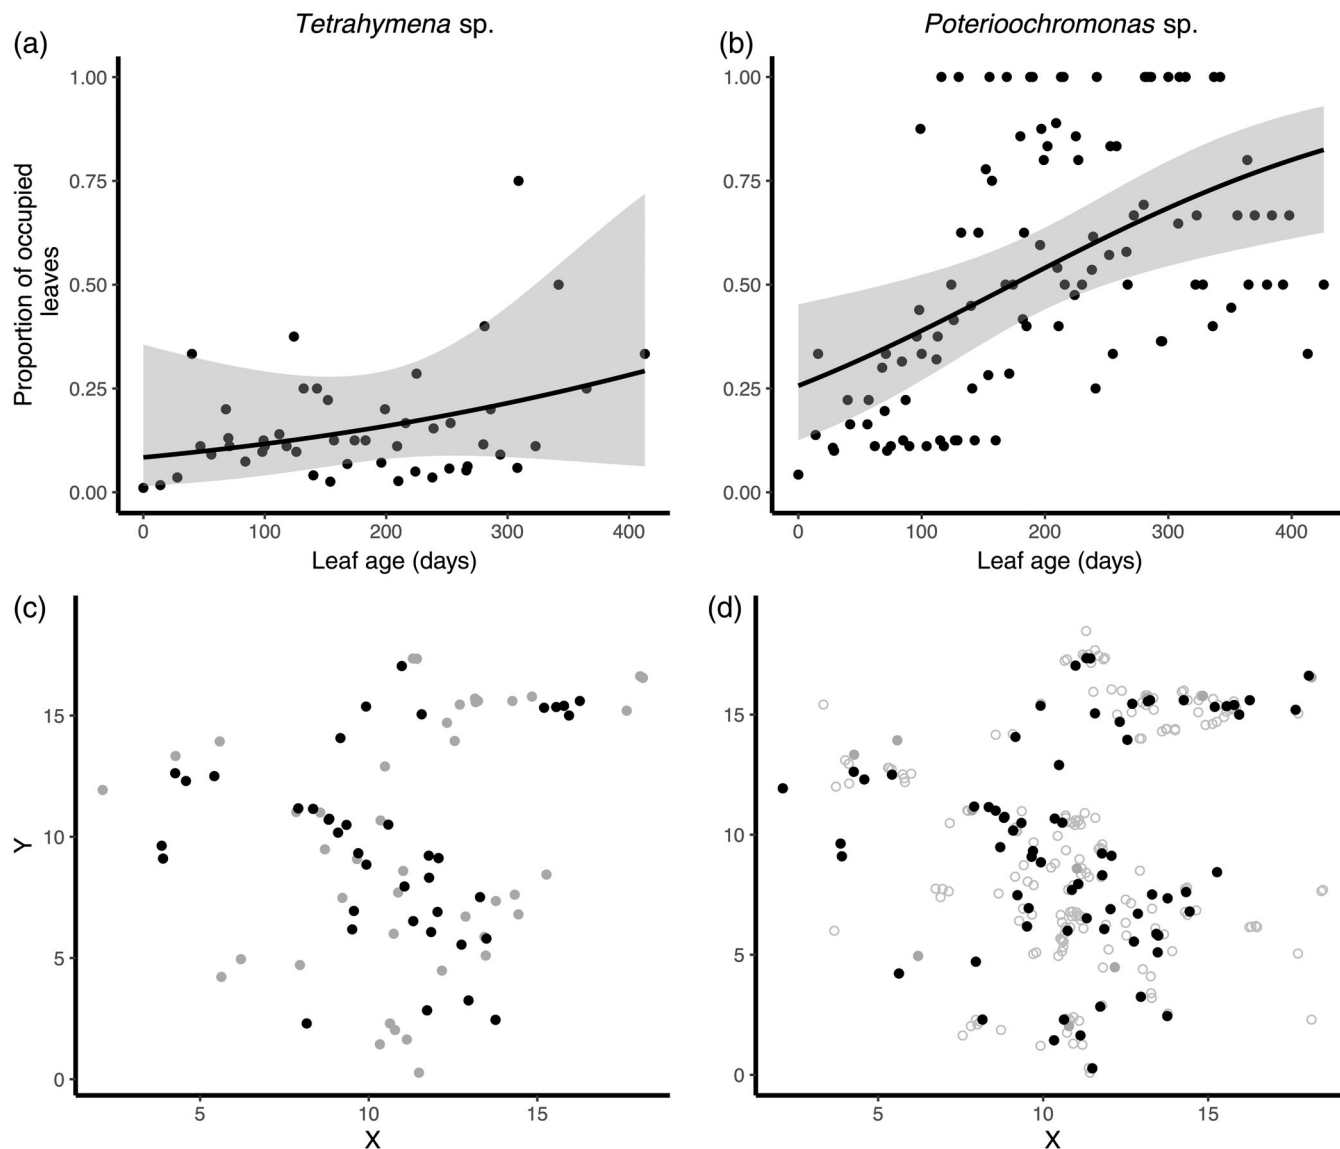 Tetrahymena sp.
Poterioochromonas sp.
(a)
(b)
1.00
0.75
0.50
0.25
0.00
Proportion of occupied
leaves
0
100
200
300
400
Leaf age (days)
1.00
0.75
0.50
0.25
0.00
0
100
200
300
400
Leaf age (days)
(c)
(d)
15
10
5
0
Y
5
10
15
X
15
10
5
0
5
10
15
X